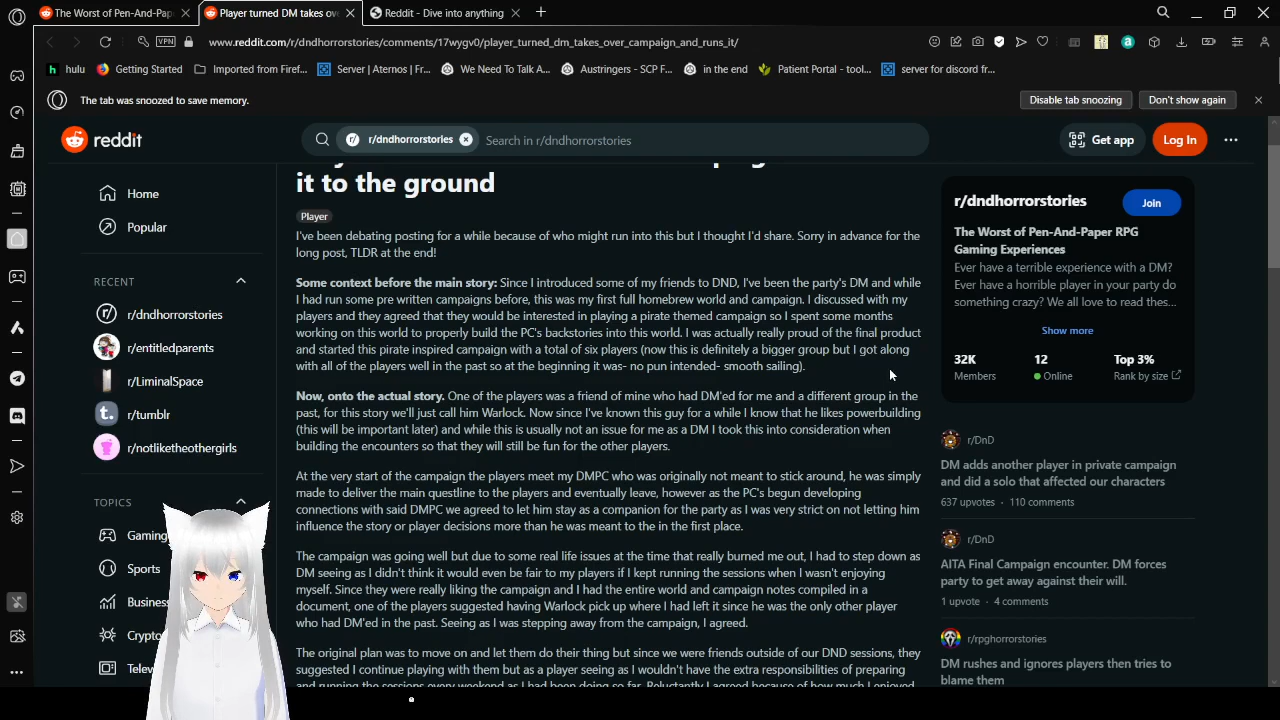 The Worst of Pen-And-Pape
Player turned DM takes ov
Reddit - Dive into anything
VPN
www.reddit.com/r/dndhorrorstories/comments/17wygv0/player_turned_dm_takes_over_campaign_and_runs_it/
hulu
Getting Started
Imported from Firef...
Server | Aternos | Fr...
We Need To Talk A...
Austringers - SCP F...
in the end
Patient Portal - tool...
server for discord fr...
The tab was snoozed to save memory.
Disable tab snoozing
Don't show again
reddit
r/dndhorrorstories
Search in r/dndhorrorstories
Get app
Log In
Home
Popular
RECENT
r/dndhorrorstories
r/entitledparents
r/LiminalSpace
r/tumblr
r/notliketheothergirls
TOPICS
Gaming
Sports
Business
Crypto
Telev
it to the ground
Player
I've been debating posting for a while because of who might run into this but I thought I'd share. Sorry in advance for the
long post, TLDR at the end!
Some context before the main story: Since I introduced some of my friends to DND, I've been the party's DM and while
I had run some pre written campaigns before, this was my first full homebrew world and campaign. I discussed with my
players and they agreed that they would be interested in playing a pirate themed campaign so I spent some months
working on this world to properly build the PC's backstories into this world. I was actually really proud of the final product
and started this pirate inspired campaign with a total of six players (now this is definitely a bigger group but I got along
with all of the players well in the past so at the beginning it was- no pun intended- smooth sailing).
Now, onto the actual story. One of the players was a friend of mine who had DM'ed for me and a different group in the
past, for this story we'll just call him Warlock. Now since I've known this guy for a while I know that he likes powerbuilding
(this will be important later) and while this is usually not an issue for me as a DM I took this into consideration when
building the encounters so that they will still be fun for the other players.
At the very start of the campaign the players meet my DMPC who was originally not meant to stick around, he was simply
made to deliver the main questline to the players and eventually leave, however as the PC's begun developing
connections with said DMPC we agreed to let him stay as a companion for the party as I was very strict on not letting him
influence the story or player decisions more than he was meant to the in the first place.
The campaign was going well but due to some real life issues at the time that really burned me out, I had to step down as
DM seeing as I didn't think it would even be fair to my players if I kept running the sessions when I wasn't enjoying
myself. Since they were really liking the campaign and I had the entire world and campaign notes compiled in a
document, one of the players suggested having Warlock pick up where I had left it since he was the only other player
who had DM'ed in the past. Seeing as I was stepping away from the campaign, I agreed.
The original plan was to move on and let them do their thing but since we were friends outside of our DND sessions, they
suggested I continue playing with them but as a player seeing as I wouldn't have the extra responsibilities of preparing
and running the sessions every weekend as I had been doing so far. Reluctantly I agreed because of how much I enjoyed
r/dndhorrorstories
Join
The Worst of Pen-And-Paper RPG
Gaming Experiences
Ever have a terrible experience with a DM?
Ever have a horrible player in your party do
something crazy? We all love to read thes...
Show more
32K
Members
12
Online
Top 3%
Rank by size
r/DnD
DM adds another player in private campaign
and did a solo that affected our characters
637 upvotes · 110 comments
r/DnD
AITA Final Campaign encounter. DM forces
party to get away against their will.
1 upvote · 4 comments
r/rpghorrorstories
DM rushes and ignores players then tries to
blame them